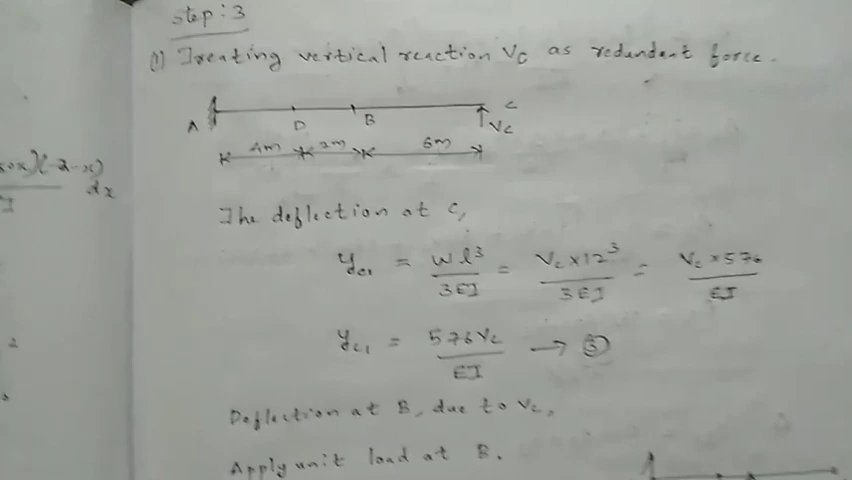 Step: 3
(1) Treating vertical reaction Vc as redundant force.
A D B C
Vc
4m 2m 6m
The deflection at C,
yc1 = Wl³/3EI = Vc×12³/3EI = Vc×576/EI
yc1 = 576Vc/EI → ③
Deflection at B, due to Vc,
Apply unit load at B.
dx
2